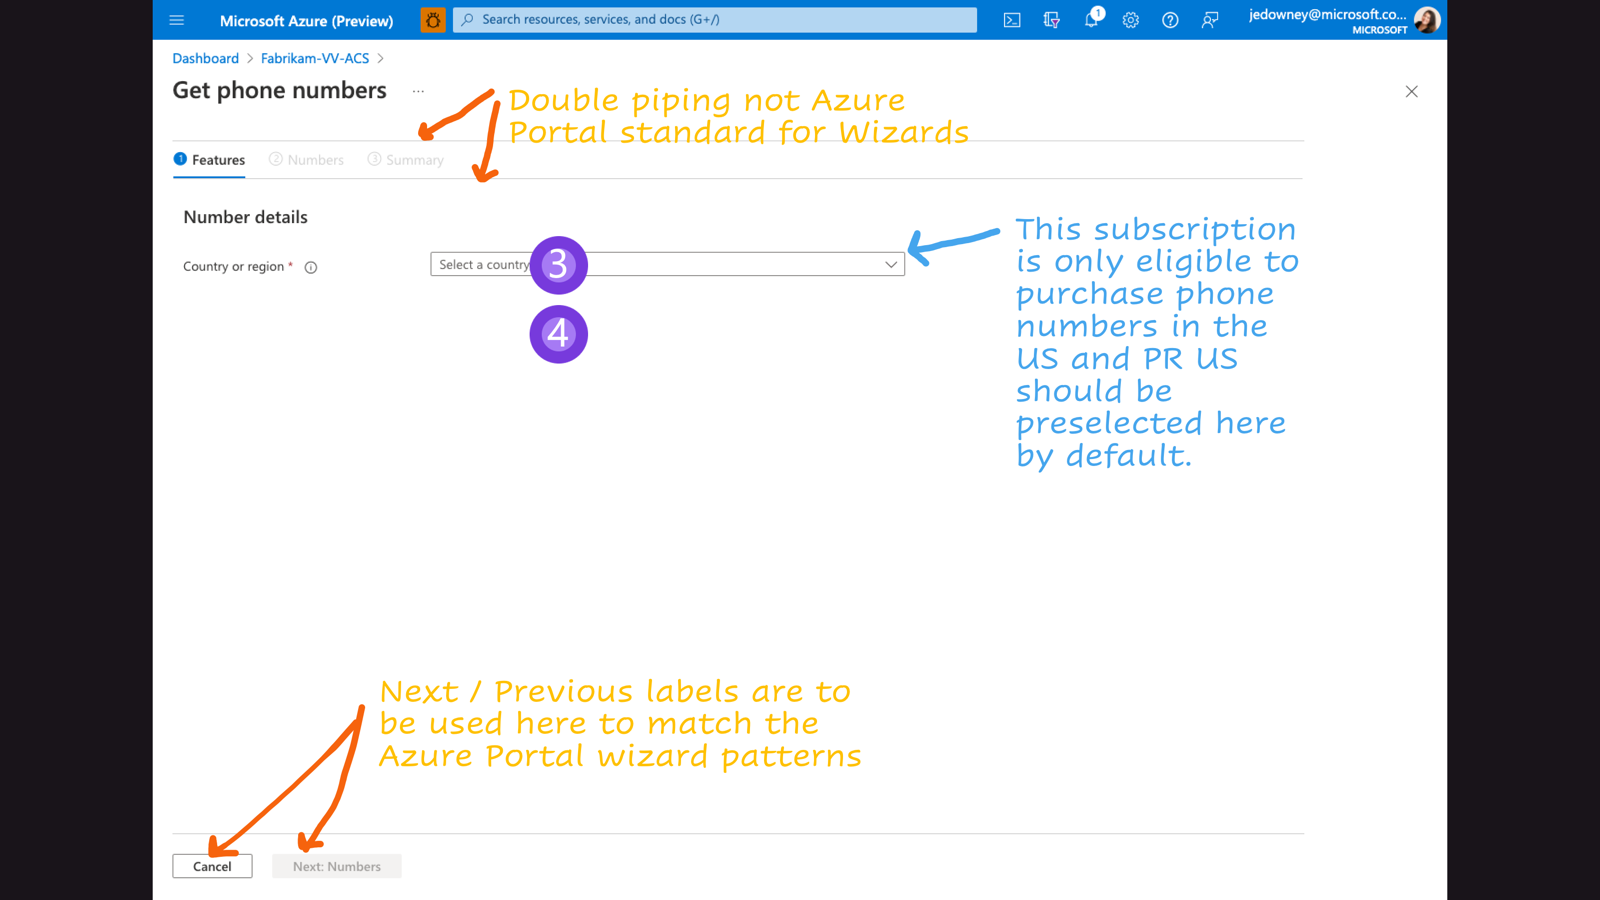 Microsoft Azure (Preview)
Search resources, services, and docs (G+/)
1
jedowney@microsoft.co...
MICROSOFT
Dashboard > Fabrikam-VV-ACS >
Get phone numbers ...
Double piping not Azure
Portal standard for Wizards
1 Features
2 Numbers
3 Summary
Number details
Country or region *
Select a country
3
4
This subscription
is only eligible to
purchase phone
numbers in the
US and PR US
should be
preselected here
by default.
Next / Previous labels are to
be used here to match the
Azure Portal wizard patterns
Cancel
Next: Numbers